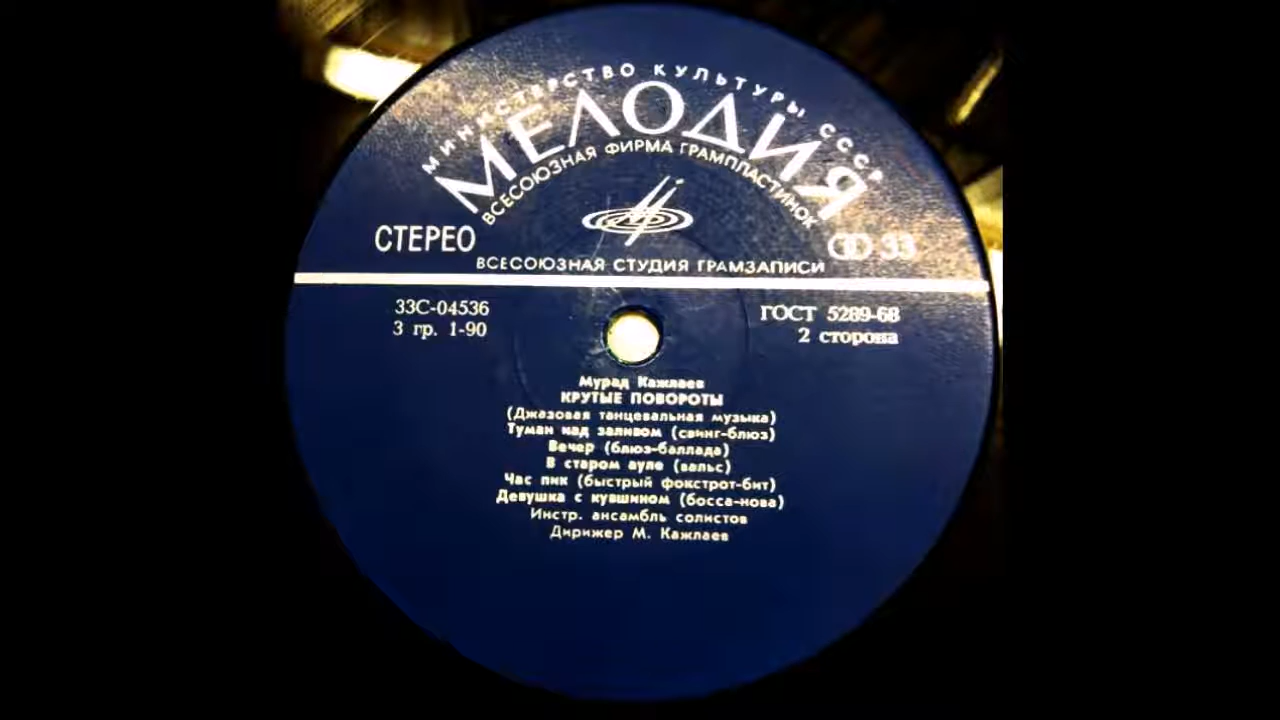 МИНИСТЕРСТВО КУЛЬТУРЫ СССР
МЕЛОДИЯ
ВСЕСОЮЗНАЯ ФИРМА ГРАМПЛАСТИНОК
СТЕРЕО
33
ВСЕСОЮЗНАЯ СТУДИЯ ГРАМЗАПИСИ
33С-04536
ГОСТ 5289-68
3 гр. 1-90
2 сторона
Мурад Кажлаев
КРУТЫЕ ПОВОРОТЫ
(Джазовая танцевальная музыка)
Туман над заливом (свинг-блюз)
Вечер (блюз-баллада)
В старом ауле (вальс)
Час пик (быстрый фокстрот-бит)
Девушка с кувшином (босса-нова)
Инстр. ансамбль солистов
Дирижер М. Кажлаев